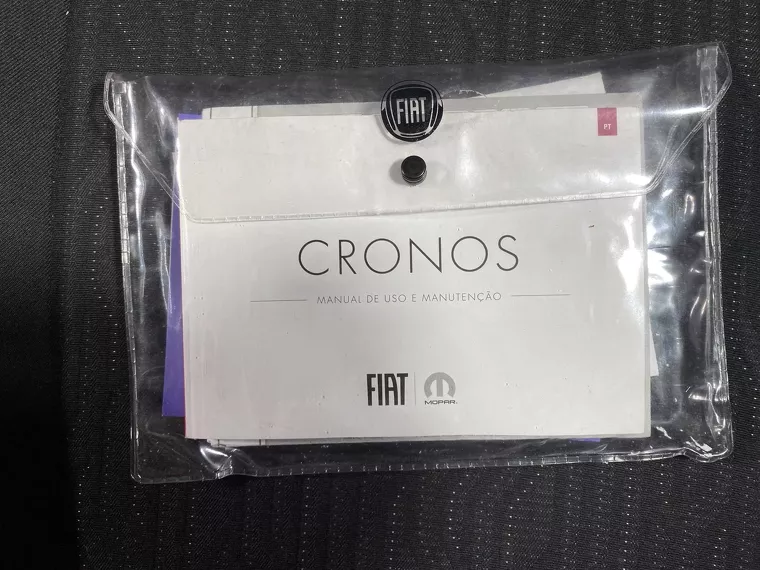 FIAT
PT
CRONOS
MANUAL DE USO E MANUTENÇÃO
FIAT
MOPAR